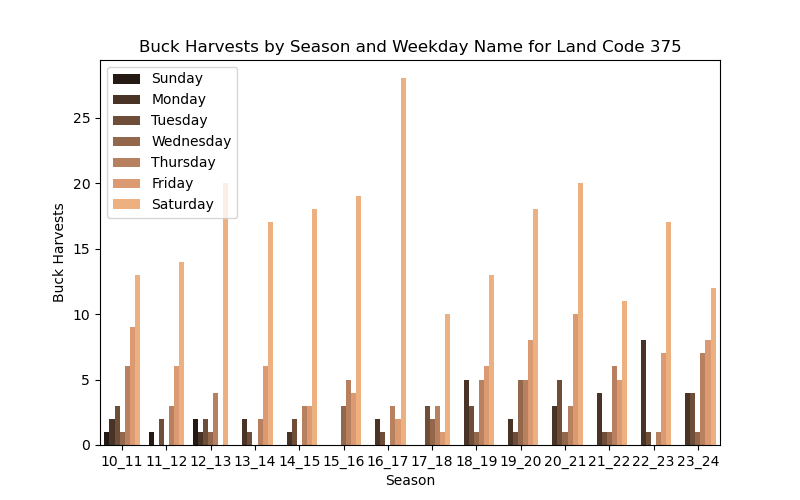 Buck Harvests by Season and Weekday Name for Land Code 375
Sunday
Monday
Tuesday
Wednesday
Thursday
Friday
Saturday
25
20
15
10
5
0
Buck Harvests
10_11 11_12 12_13 13_14 14_15 15_16 16_17 17_18 18_19 19_20 20_21 21_22 22_23 23_24
Season